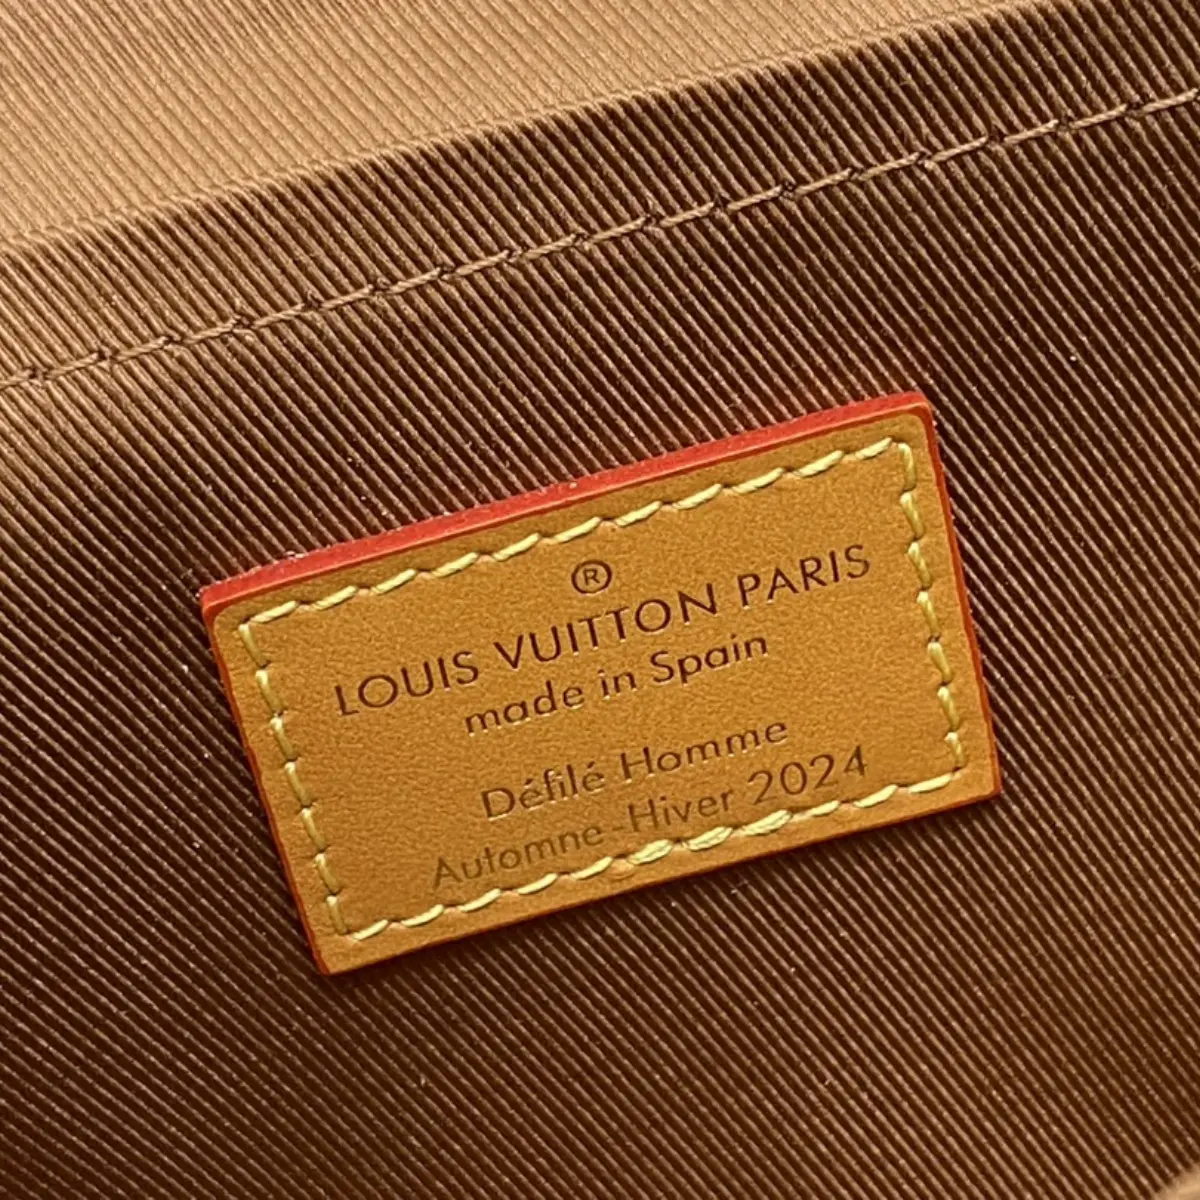 ®
LOUIS VUITTON PARIS
made in Spain
Défilé Homme
Automne-Hiver 2024